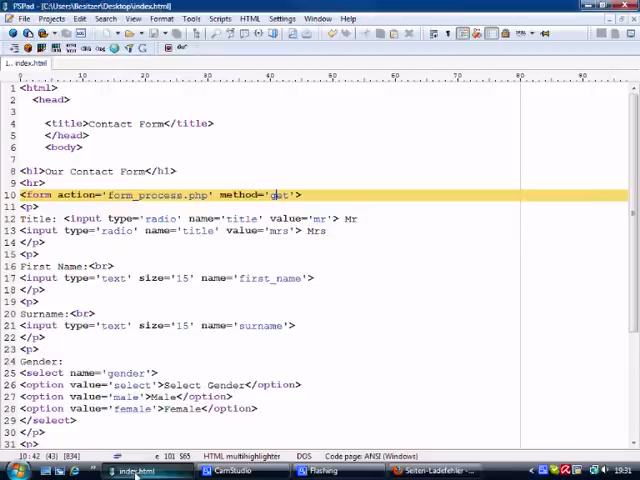 PSPad - [C:\Users\Besitzer\Desktop\index.html]
File Projects Edit Search View Format Tools Scripts HTML Settings Window Help
1.. index.html
0 10 20 30 40 50 60 70 80 90
1 <html>
2 <head>
3
4 <title>Contact Form</title>
5 </head>
6 <body>
7
8 <h1>Our Contact Form</h1>
9 <hr>
10 <form action='form_process.php' method='get'>
11 <p>
12 Title: <input type='radio' name='title' value='mr'> Mr
13 <input type='radio' name='title' value='mrs'> Mrs
14 </p>
15 <p>
16 First Name:<br>
17 <input type='text' size='15' name='first_name'>
18 </p>
19 <p>
20 Surname:<br>
21 <input type='text' size='15' name='surname'>
22 </p>
23 <p>
24 Gender:
25 <select name='gender'>
26 <option value='select'>Select Gender</option>
27 <option value='male'>Male</option>
28 <option value='female'>Female</option>
29 </select>
30 </p>
31 <p>
10 : 42 (43) [834] e 101 $65 HTML multihighlighter DOS Code page: ANSI (Windows)
index.html CamStudio Flashing Seiten-Ladefehler - ... 19:31